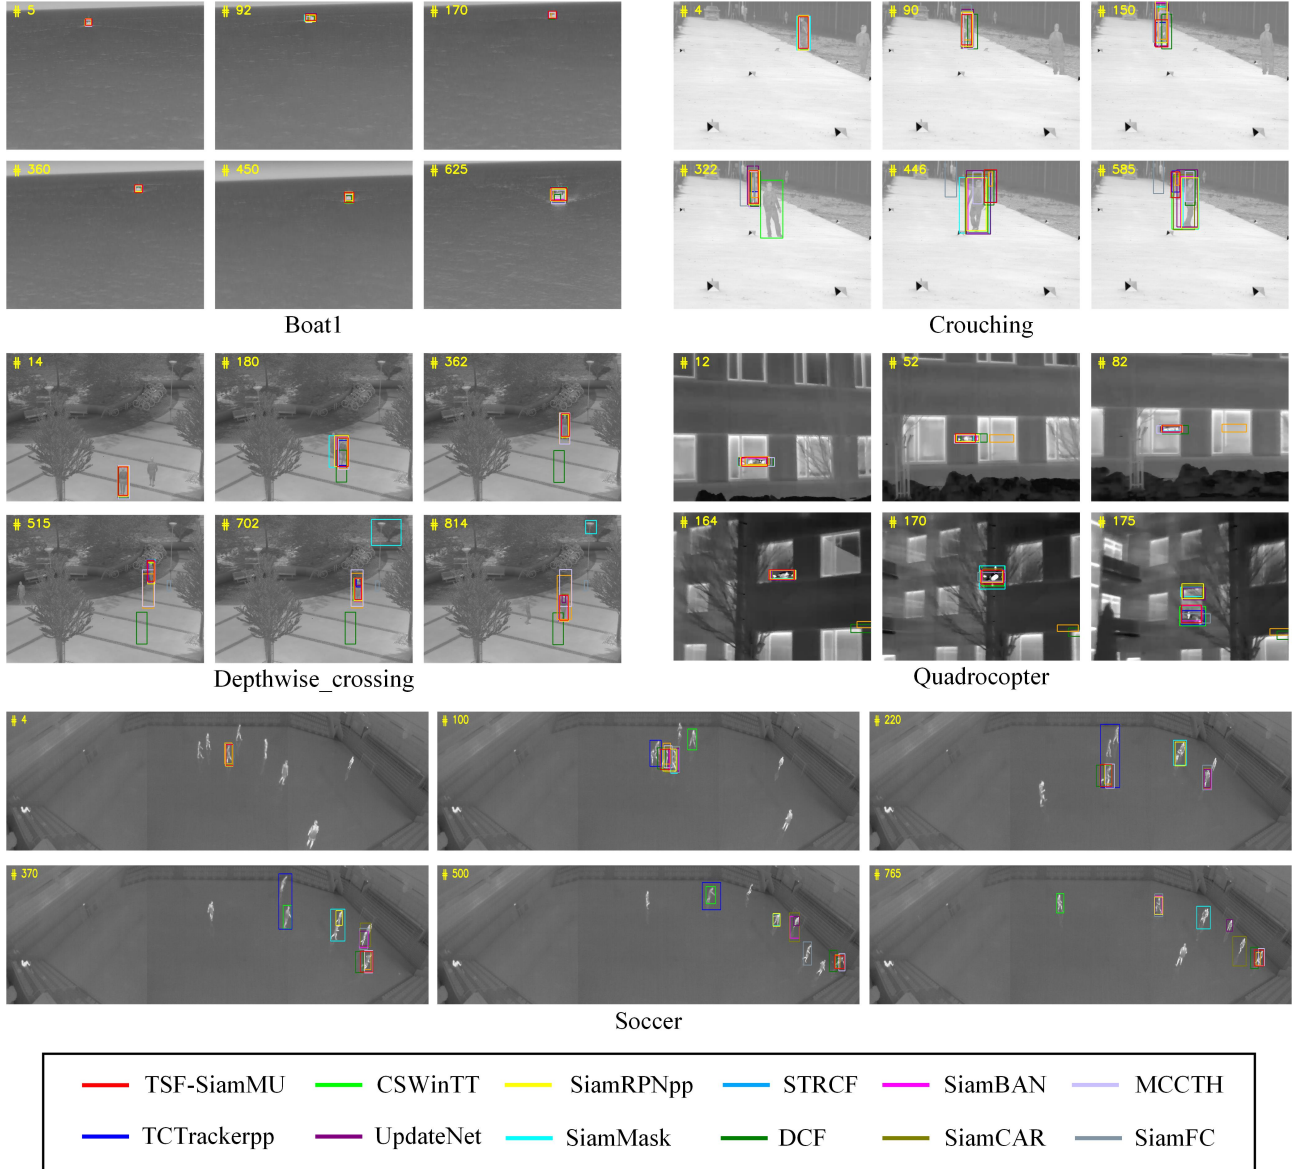 # 5 # 92 # 170 # 4 # 90 # 150
# 360 # 450 # 625 # 322 # 446 # 585
Boat1 Crouching
# 14 # 180 # 362 # 12 # 52 # 82
# 515 # 702 # 814 # 164 # 170 # 175
Depthwise_crossing Quadrocopter
# 4 # 100 # 220
# 370 # 500 # 765
Soccer
TSF-SiamMU CSWinTT SiamRPNpp STRCF SiamBAN MCCTH
TCTrackerpp UpdateNet SiamMask DCF SiamCAR SiamFC